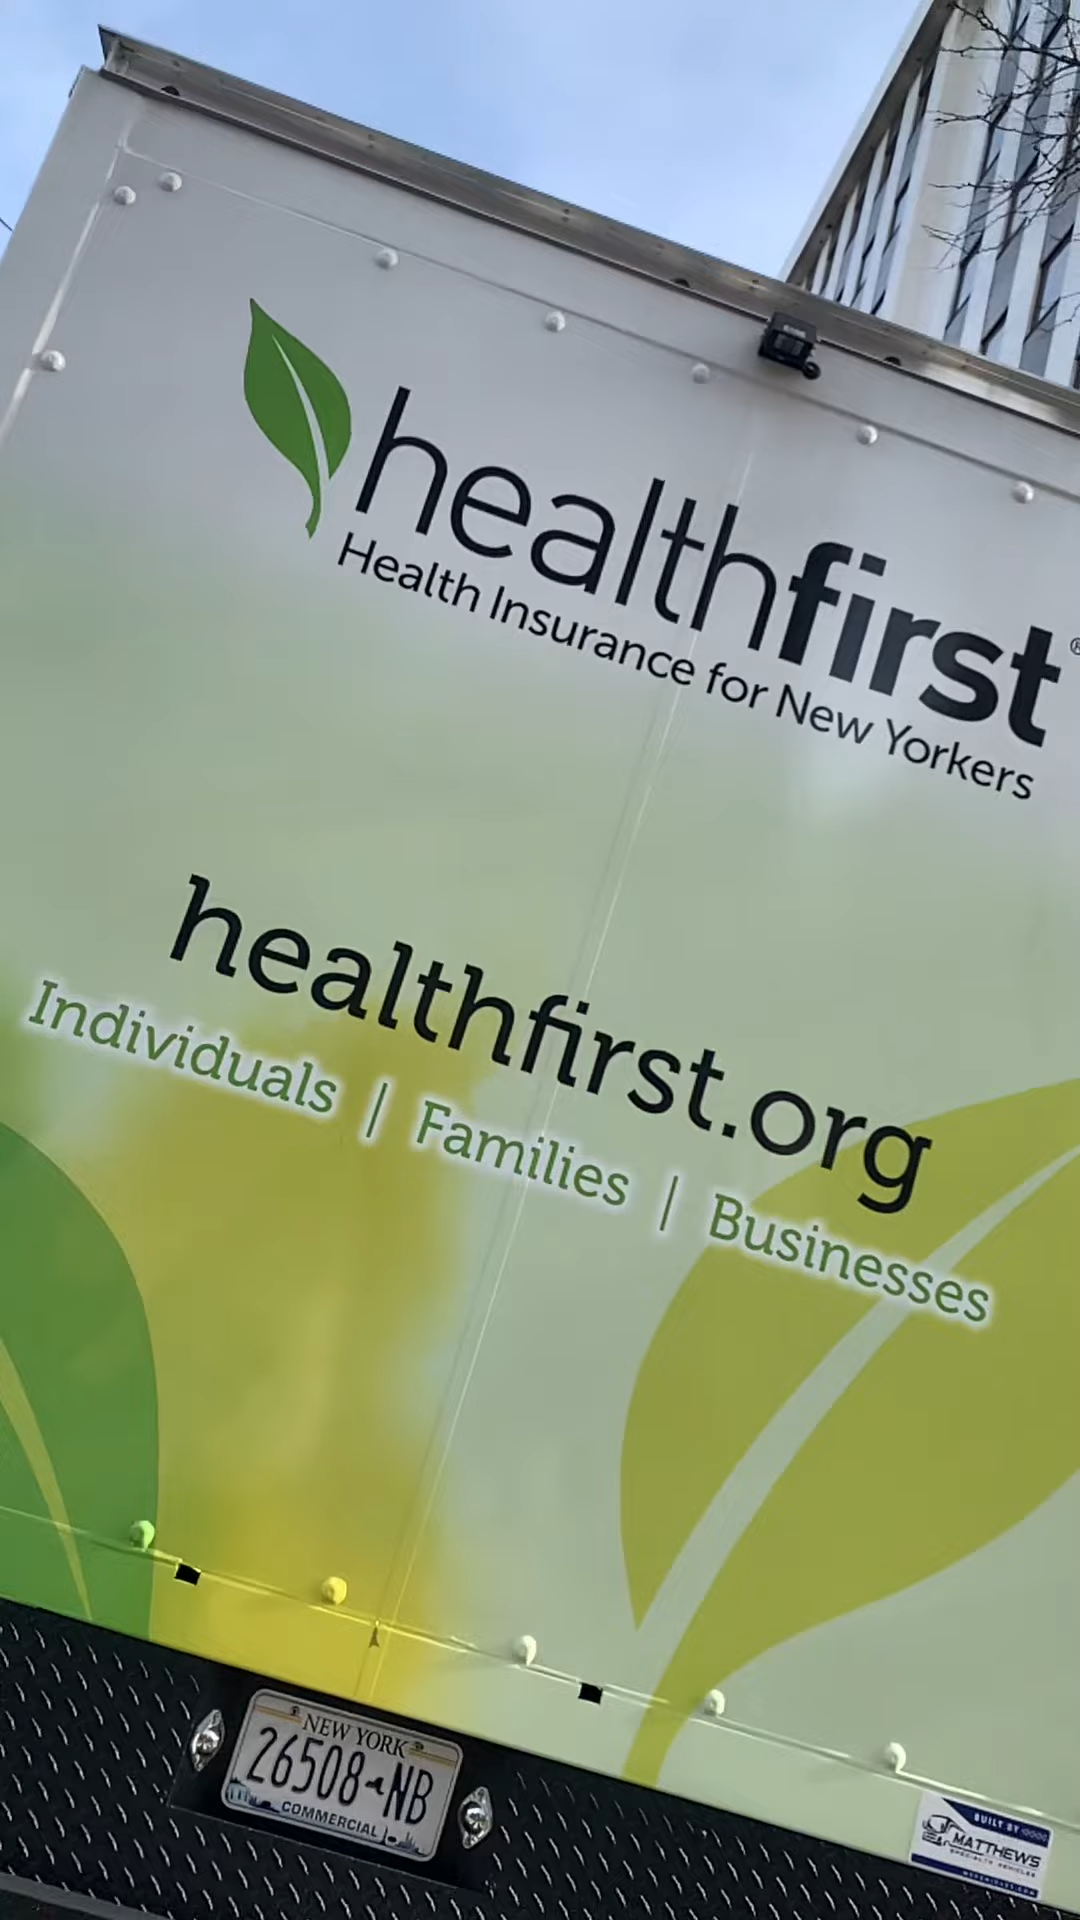 healthfirst®
Health Insurance for New Yorkers
healthfirst.org
Individuals | Families | Businesses
NEW YORK
26508-NB
COMMERCIAL
BUILT BY
MATTHEWS
SPECIALTY VEHICLES